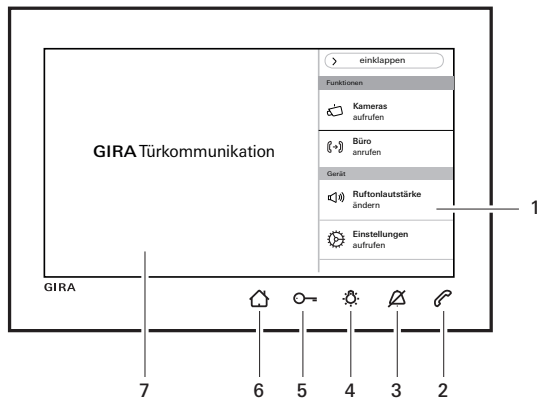 einklappen
Funktionen
Kameras
aufrufen
Büro
anrufen
Gerät
Ruftonlautstärke
ändern
Einstellungen
aufrufen
GIRA Türkommunikation
1
GIRA
7
6
5
4
3
2